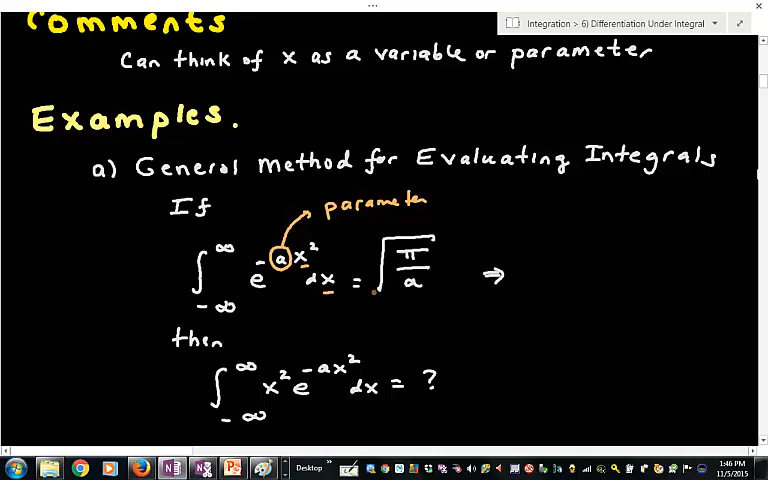 Comments
Integration > 6) Differentiation Under Integral
Can think of x as a variable or parameter
Examples.
a) General Method for Evaluating Integrals
If
parameter
∫_{-∞}^{∞} e^{-ax²} dx = √(π/a) ⇒
then
∫_{-∞}^{∞} x² e^{-ax²} dx = ?
Desktop »
1:46 PM
11/5/2015